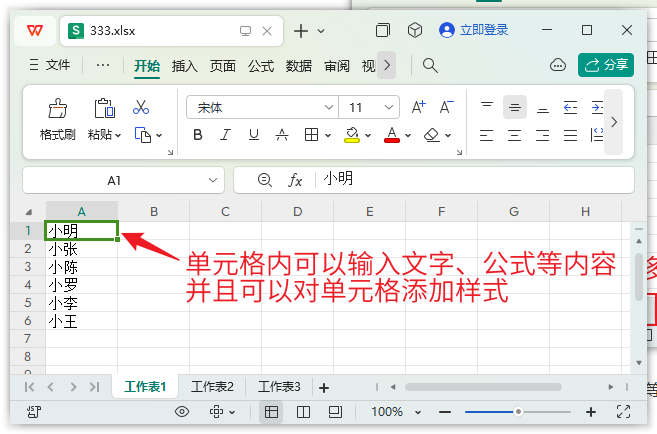 333.xlsx
立即登录
文件
开始 插入 页面 公式 数据 审阅 视
分享
格式刷
粘贴
宋体
11
A+ A-
B I U A A
A1
fx 小明
A B C D E F G H
1 小明
2 小张
3 小陈
4 小罗
5 小李
6 小王
7
8
单元格内可以输入文字、公式等内容
并且可以对单元格添加样式
工作表1 工作表2 工作表3
100%